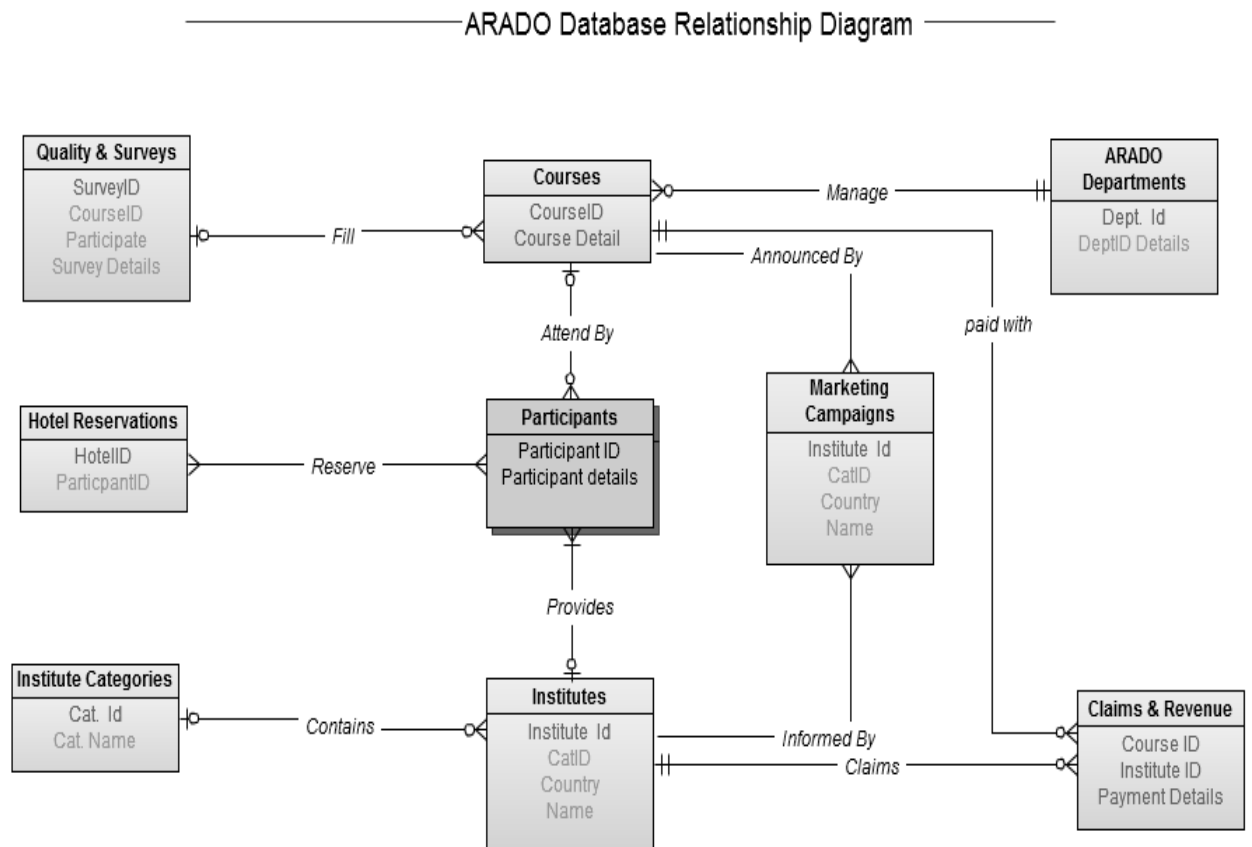 ARADO Database Relationship Diagram
Quality & Surveys
SurveyID
CourseID
Participate
Survey Details
Fill
Courses
CourseID
Course Detail
Manage
ARADO
Departments
Dept. Id
DeptID Details
Announced By
paid with
Attend By
Marketing
Campaigns
Institute Id
CatID
Country
Name
Hotel Reservations
HotelID
ParticpantID
Reserve
Participants
Participant ID
Participant details
Provides
Institute Categories
Cat. Id
Cat. Name
Contains
Institutes
Institute Id
CatID
Country
Name
Informed By
Claims
Claims & Revenue
Course ID
Institute ID
Payment Details